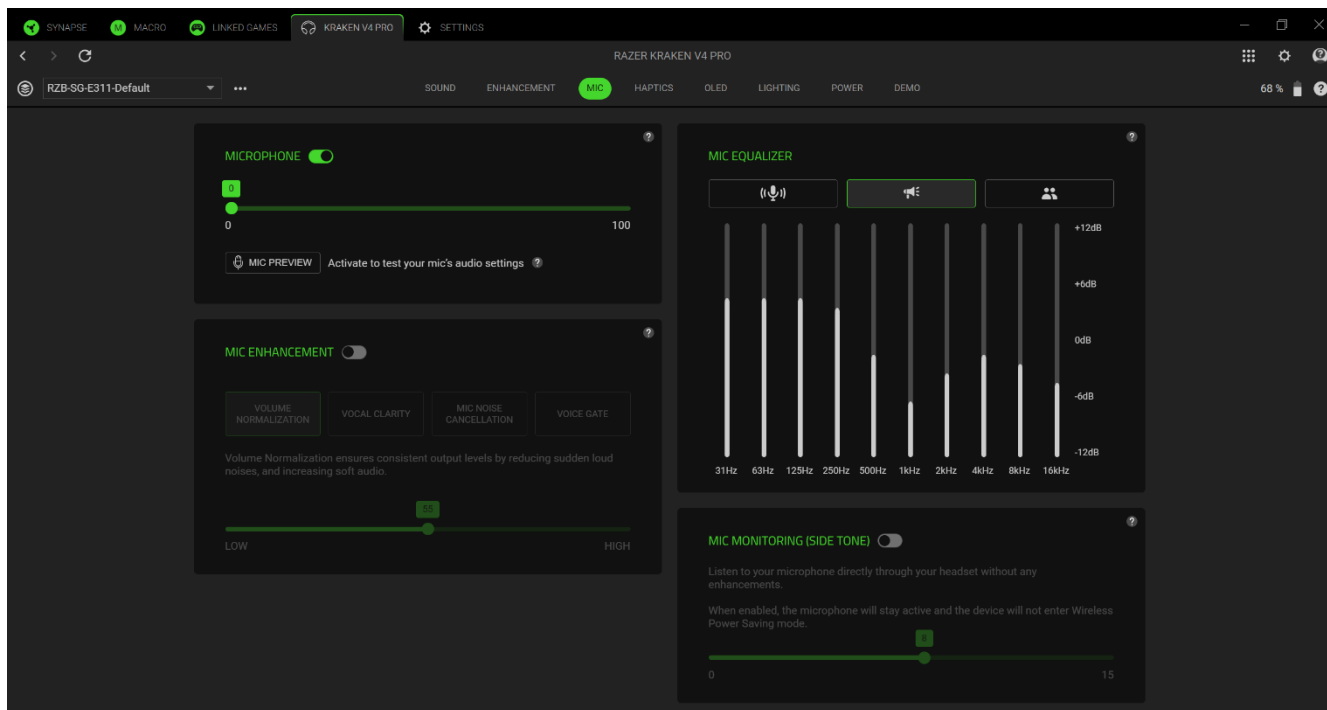 SYNAPSE
M MACRO
LINKED GAMES
KRAKEN V4 PRO
SETTINGS
RAZER KRAKEN V4 PRO
RZB-SG-E311-Default
SOUND
ENHANCEMENT
MIC
HAPTICS
OLED
LIGHTING
POWER
DEMO
68 %
?
MICROPHONE
?
0
0
100
MIC PREVIEW
Activate to test your mic's audio settings ?
MIC ENHANCEMENT
?
VOLUME
NORMALIZATION
VOCAL CLARITY
MIC NOISE
CANCELLATION
VOICE GATE
Volume Normalization ensures consistent output levels by reducing sudden loud
noises, and increasing soft audio.
55
LOW
HIGH
MIC EQUALIZER
?
+12dB
+6dB
0dB
-6dB
-12dB
31Hz 63Hz 125Hz 250Hz 500Hz 1kHz 2kHz 4kHz 8kHz 16kHz
MIC MONITORING (SIDE TONE)
?
Listen to your microphone directly through your headset without any
enhancements.
When enabled, the microphone will stay active and the device will not enter Wireless
Power Saving mode.
8
0
15